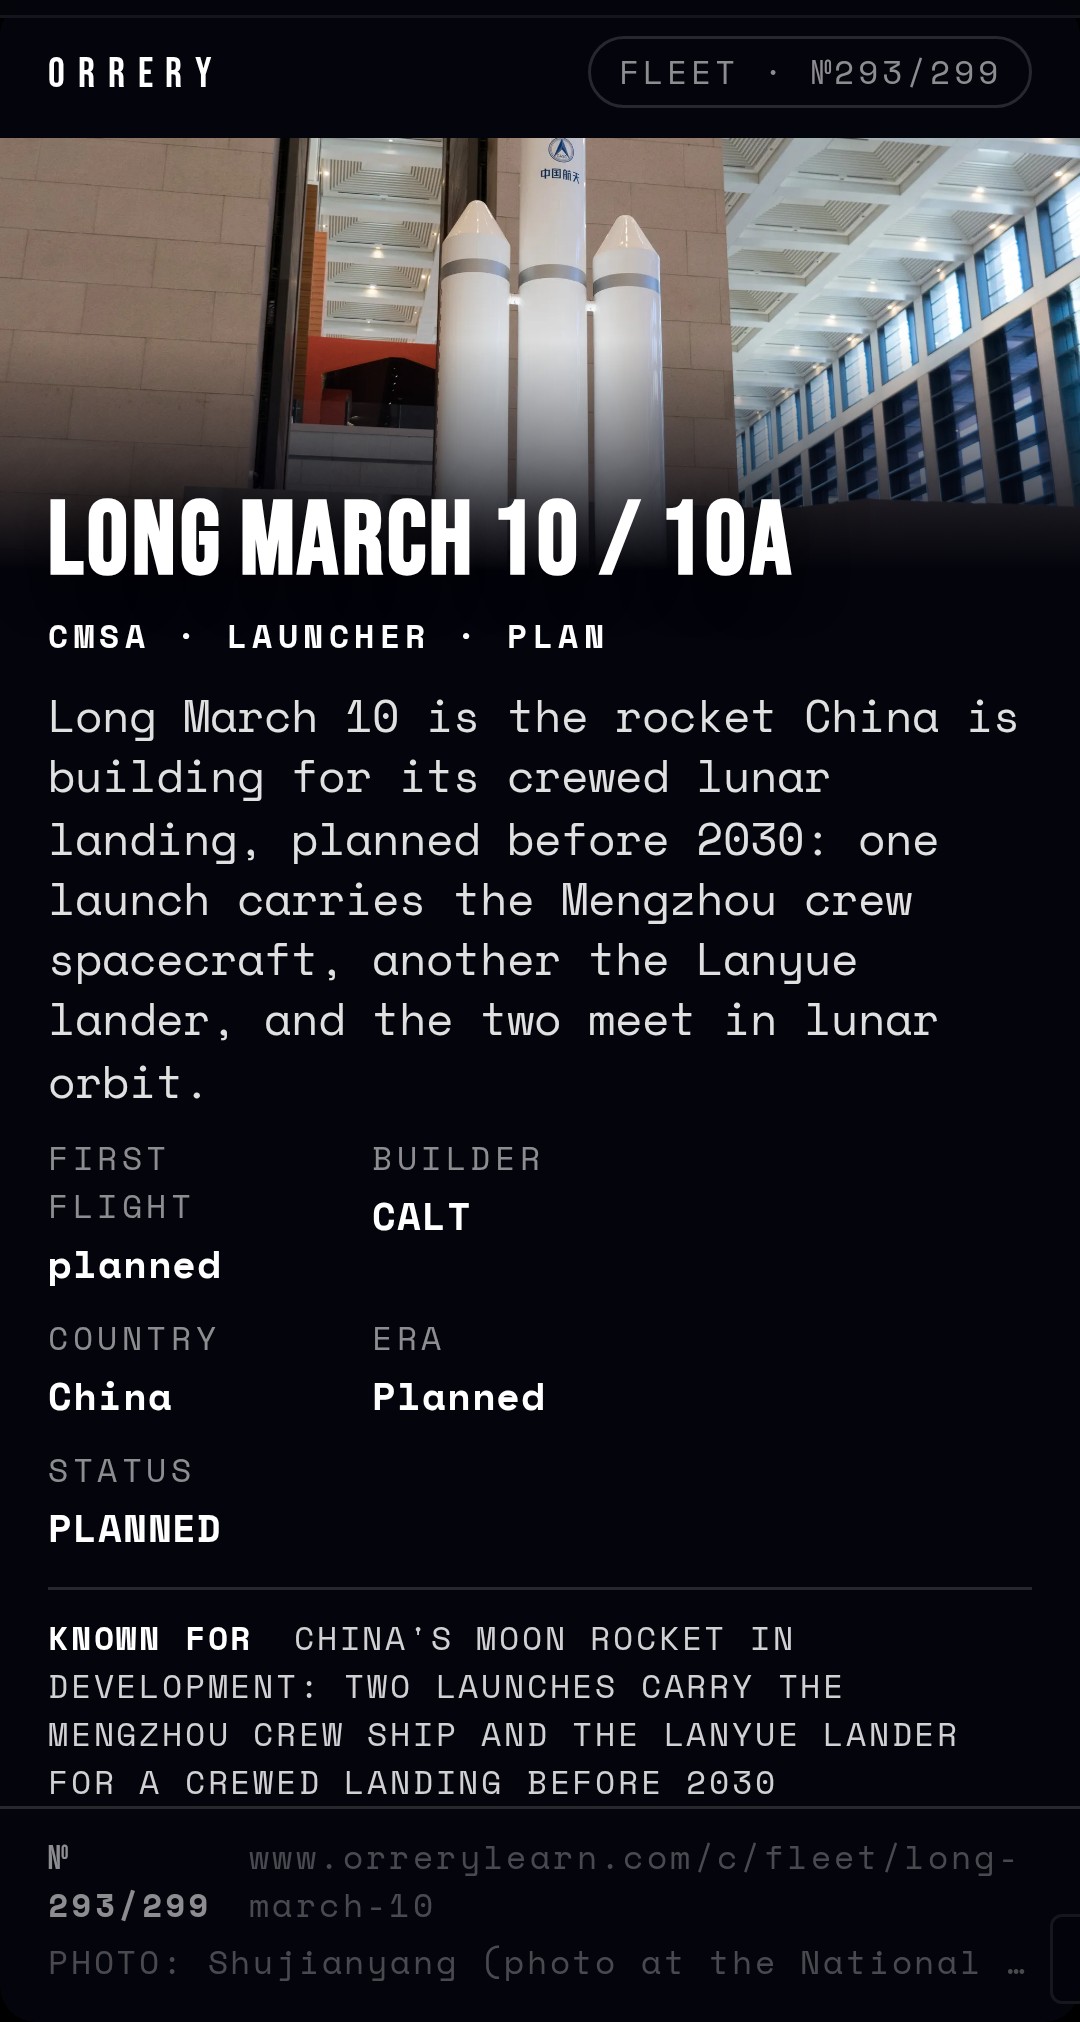 ORRERY
FLEET · №293/299
中国航天
LONG MARCH 10 / 10A
CMSA · LAUNCHER · PLAN
Long March 10 is the rocket China is
building for its crewed lunar
landing, planned before 2030: one
launch carries the Mengzhou crew
spacecraft, another the Lanyue
lander, and the two meet in lunar
orbit.
FIRST
FLIGHT
planned
BUILDER
CALT
COUNTRY
China
ERA
Planned
STATUS
PLANNED
KNOWN FOR CHINA'S MOON ROCKET IN
DEVELOPMENT: TWO LAUNCHES CARRY THE
MENGZHOU CREW SHIP AND THE LANYUE LANDER
FOR A CREWED LANDING BEFORE 2030
№
293/299
www.orrerylearn.com/c/fleet/long-
march-10
PHOTO: Shujianyang (photo at the National …